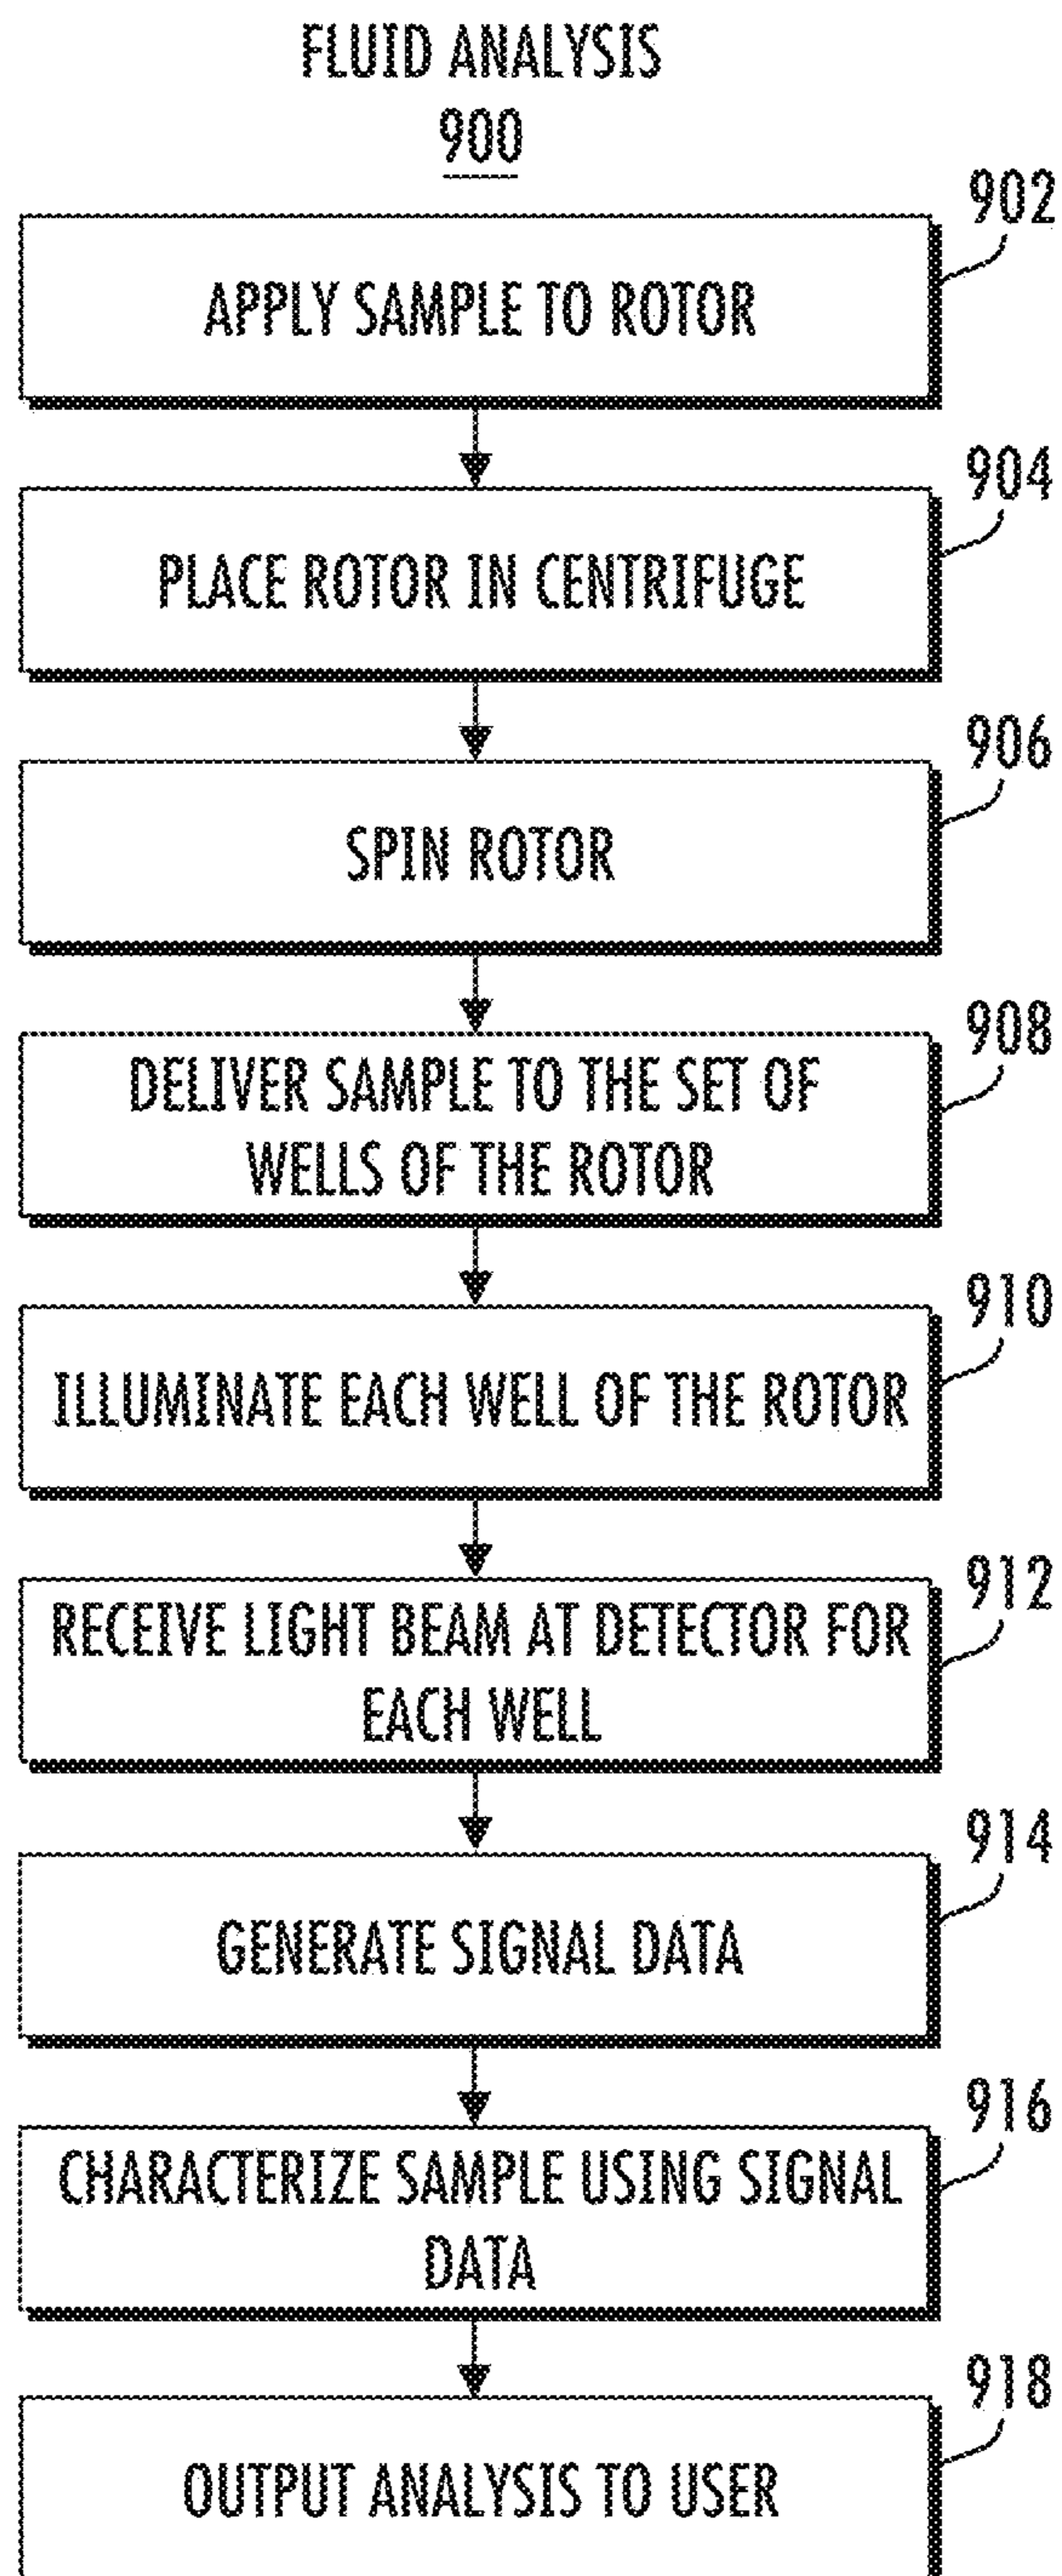 FLUID ANALYSIS
900
902
APPLY SAMPLE TO ROTOR
904
PLACE ROTOR IN CENTRIFUGE
906
SPIN ROTOR
908
DELIVER SAMPLE TO THE SET OF
WELLS OF THE ROTOR
910
ILLUMINATE EACH WELL OF THE ROTOR
912
RECEIVE LIGHT BEAM AT DETECTOR FOR
EACH WELL
914
GENERATE SIGNAL DATA
916
CHARACTERIZE SAMPLE USING SIGNAL
DATA
918
OUTPUT ANALYSIS TO USER